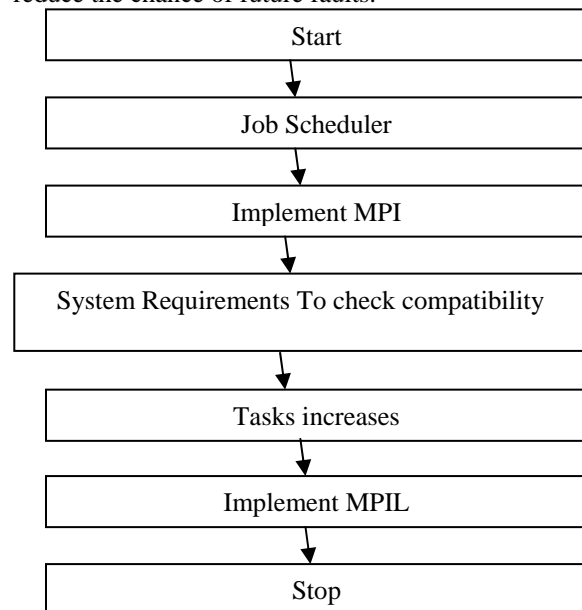 reduce the chance of future faults.
Start
Job Scheduler
Implement MPI
System Requirements To check compatibility
Tasks increases
Implement MPIL
Stop